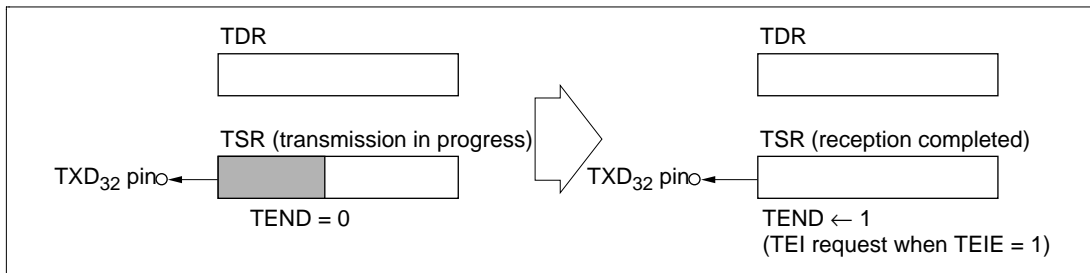 TDR
TSR (transmission in progress)
TXD32 pin
TEND = 0
TDR
TSR (reception completed)
TXD32 pin
TEND ← 1
(TEI request when TEIE = 1)